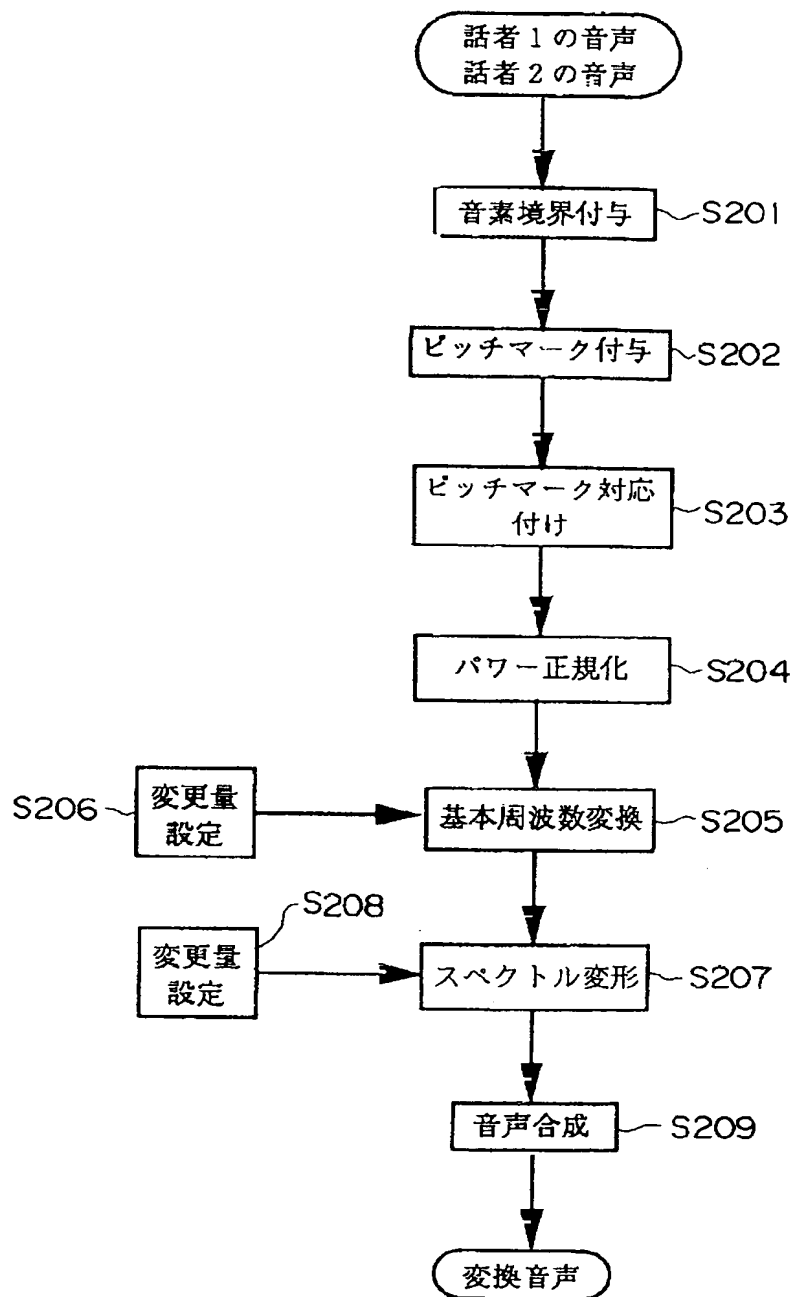 話者1の音声
話者2の音声
音素境界付与
S201
ピッチマーク付与
S202
ピッチマーク対応
付け
S203
パワー正規化
S204
S206
変更量
設定
基本周波数変換
S205
S208
変更量
設定
スペクトル変形
S207
音声合成
S209
変換音声